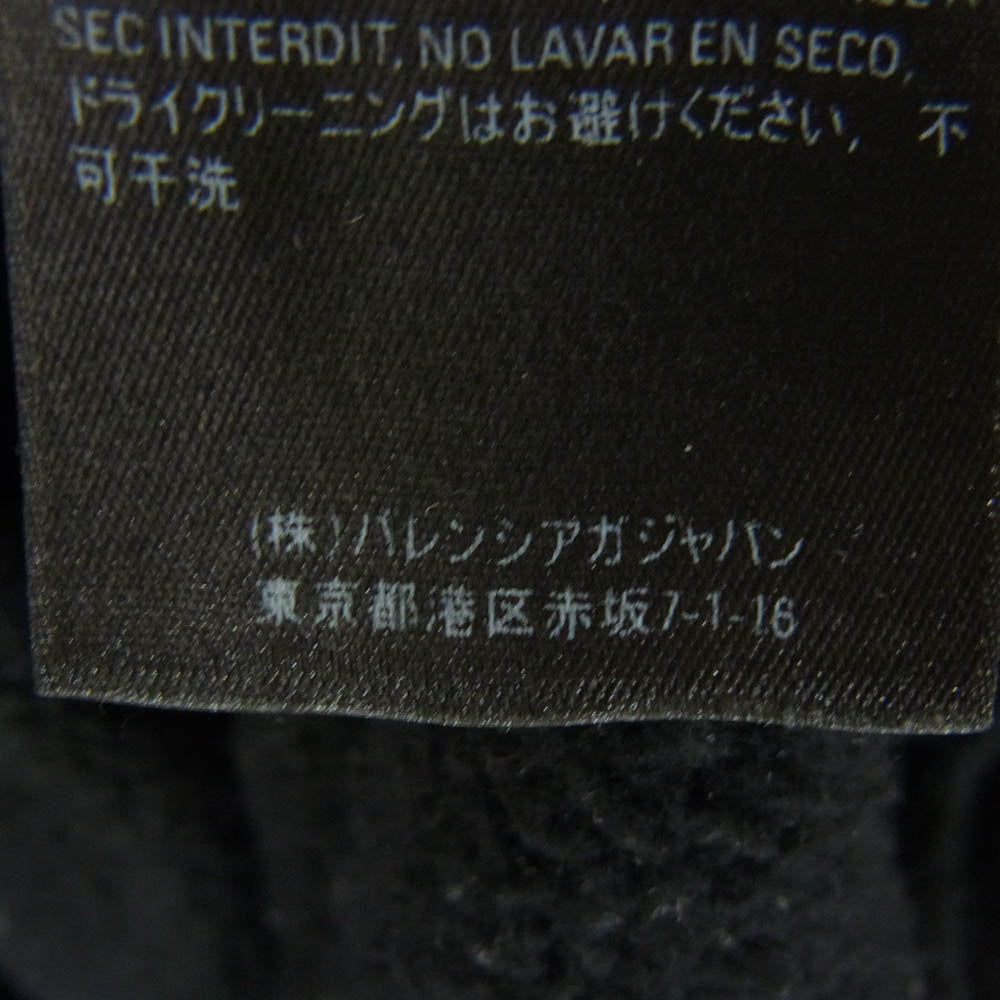 SEC INTERDIT, NO LAVAR EN SECO,
ドライクリーニングはお避けください, 不
可干洗
(株)バレンシアガジャパン
東京都港区赤坂7-1-16